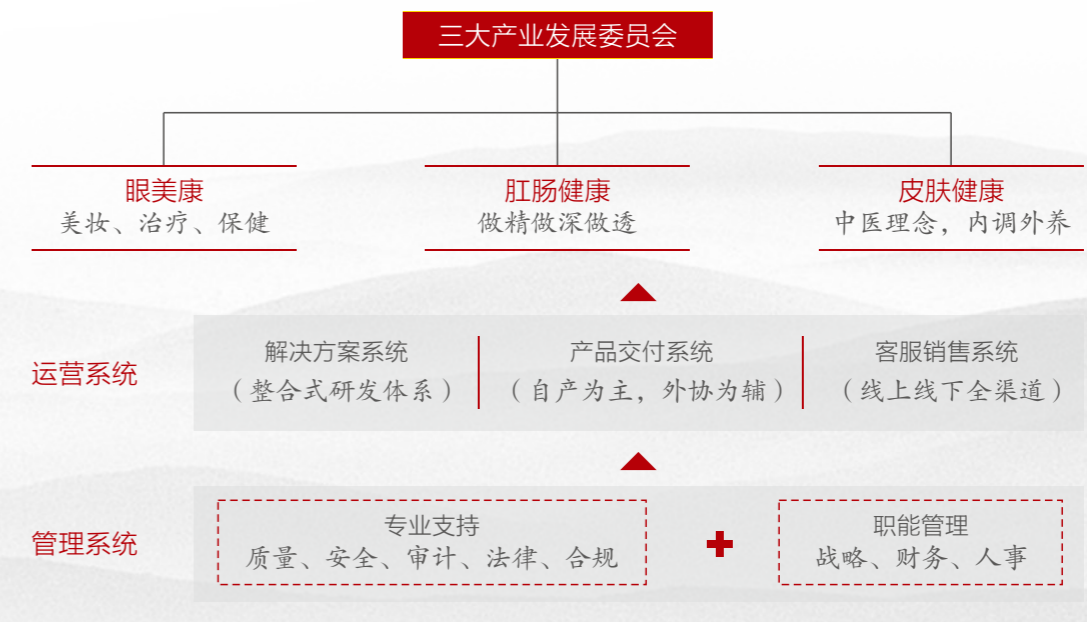 三大产业发展委员会
眼美康
美妆、治疗、保健
肛肠健康
做精做深做透
皮肤健康
中医理念，内调外养
运营系统
解决方案系统
（整合式研发体系）
产品交付系统
（自产为主，外协为辅）
客服销售系统
（线上线下全渠道）
管理系统
专业支持
质量、安全、审计、法律、合规
职能管理
战略、财务、人事